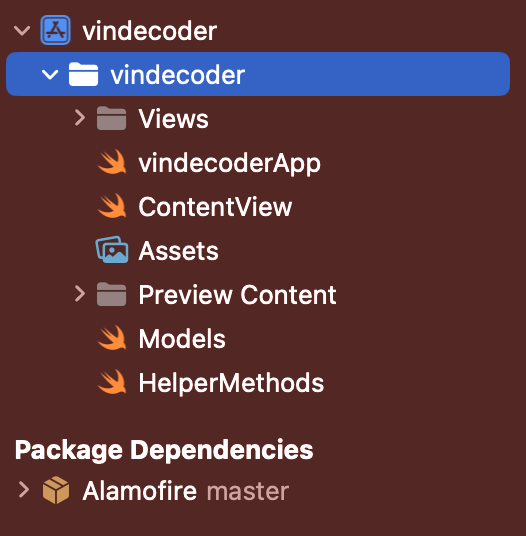 vindecoder
vindecoder
Views
vindecoderApp
ContentView
Assets
Preview Content
Models
HelperMethods
Package Dependencies
Alamofire master